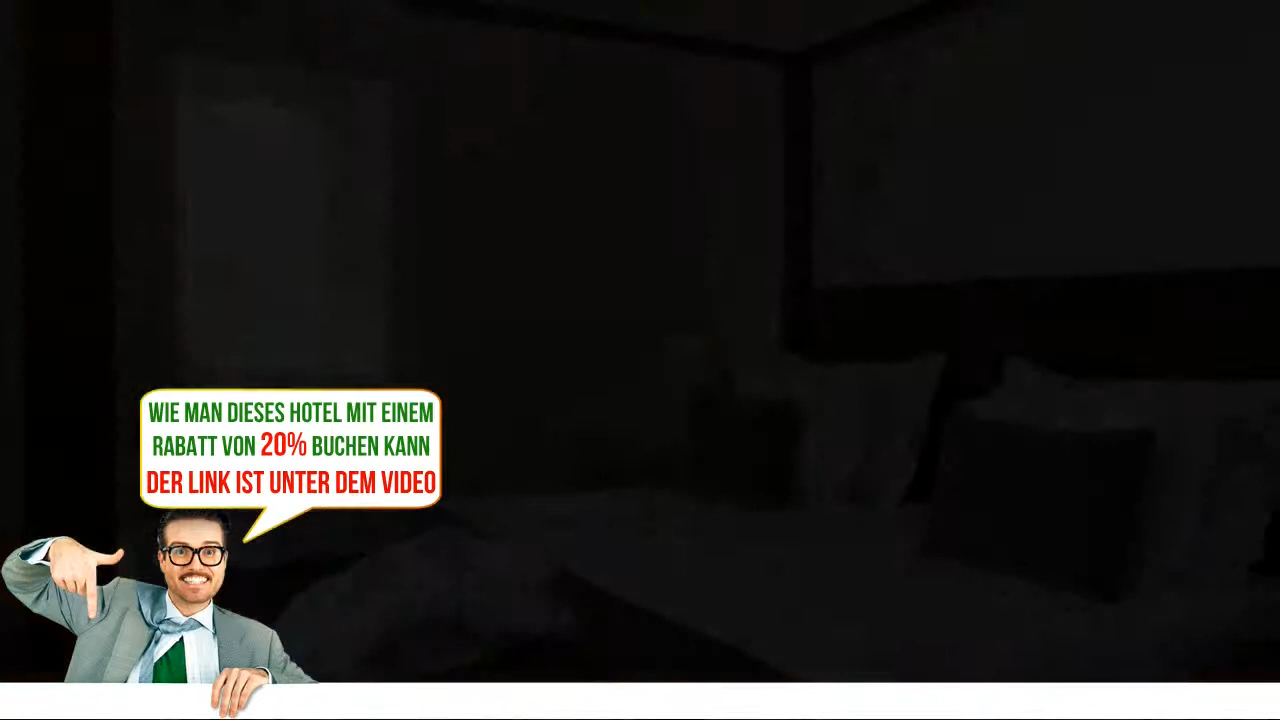 WIE MAN DIESES HOTEL MIT EINEM
RABATT VON 20% BUCHEN KANN
DER LINK IST UNTER DEM VIDEO